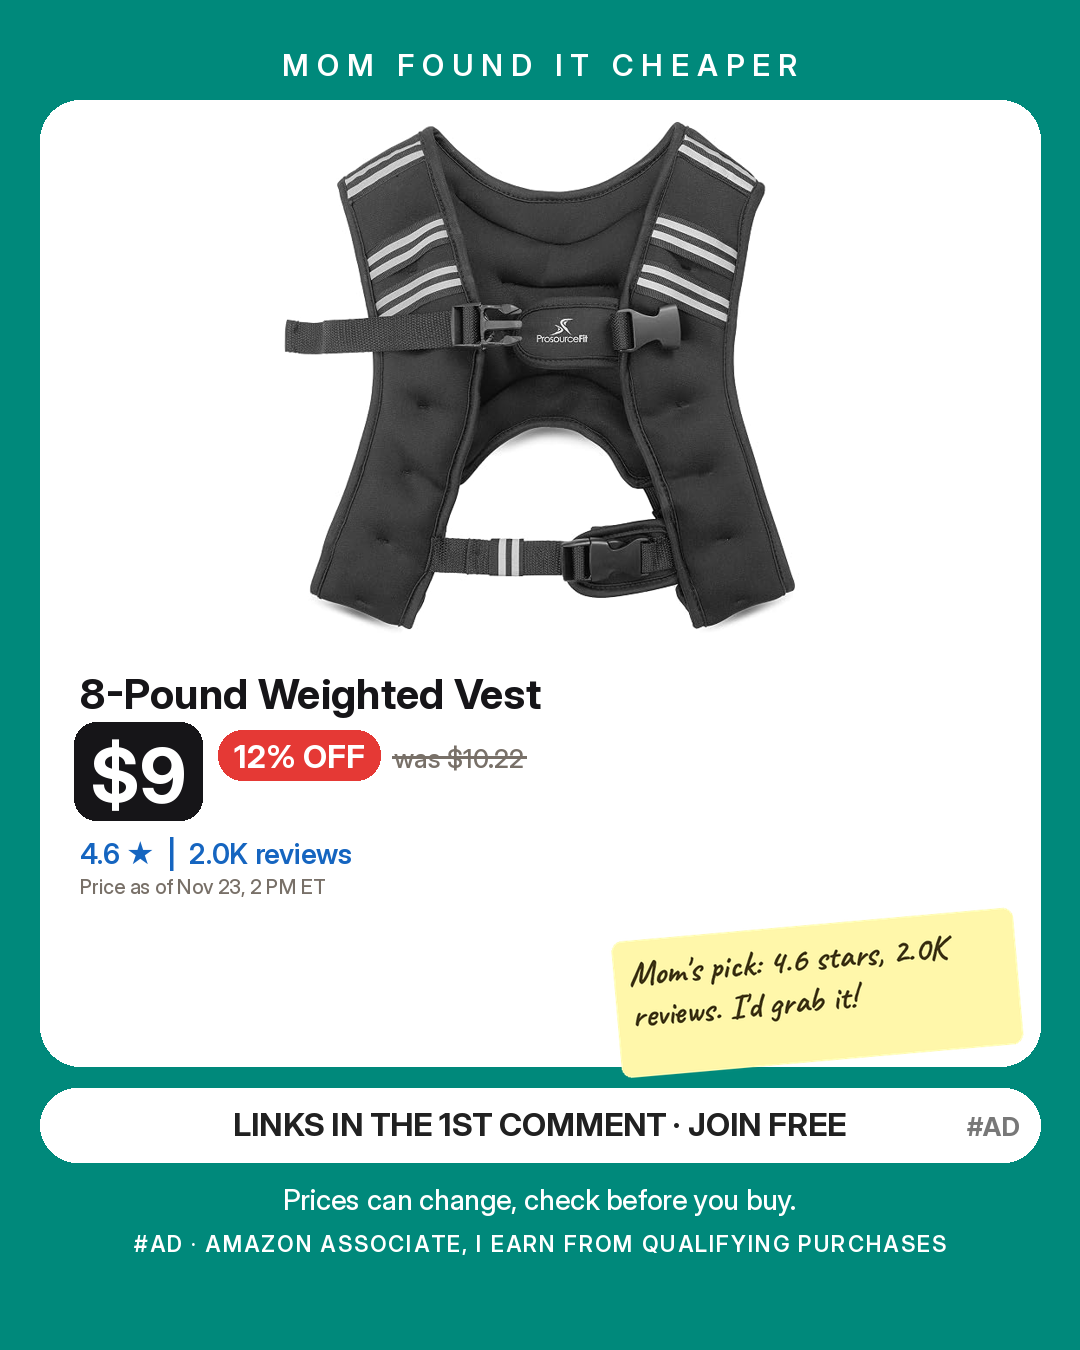 MOM FOUND IT CHEAPER
ProsourceFit
8-Pound Weighted Vest
$9
12% OFF
was $10.22
4.6 ★ | 2.0K reviews
Price as of Nov 23, 2 PM ET
Mom's pick: 4.6 stars, 2.0K
reviews. I'd grab it!
LINKS IN THE 1ST COMMENT · JOIN FREE
#AD
Prices can change, check before you buy.
#AD · AMAZON ASSOCIATE, I EARN FROM QUALIFYING PURCHASES